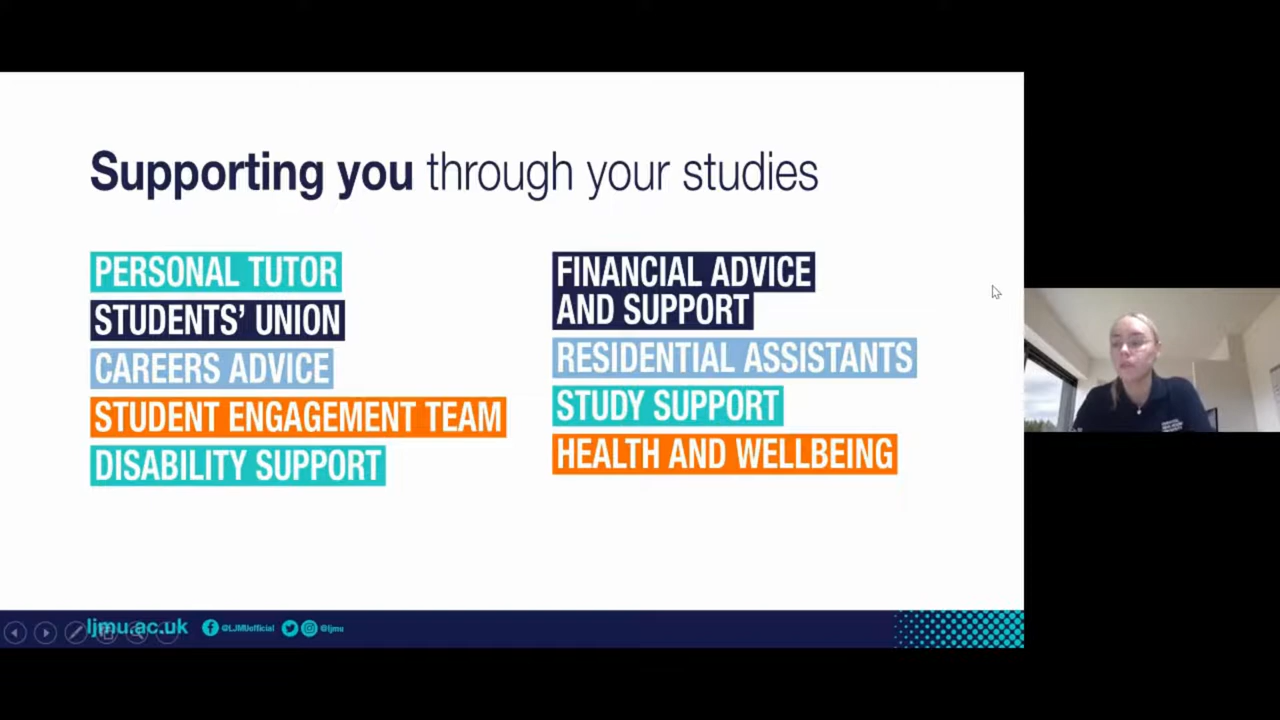 Supporting you through your studies
PERSONAL TUTOR
STUDENTS' UNION
CAREERS ADVICE
STUDENT ENGAGEMENT TEAM
DISABILITY SUPPORT
FINANCIAL ADVICE
AND SUPPORT
RESIDENTIAL ASSISTANTS
STUDY SUPPORT
HEALTH AND WELLBEING
ljmu.ac.uk @LJMUofficial @ljmu